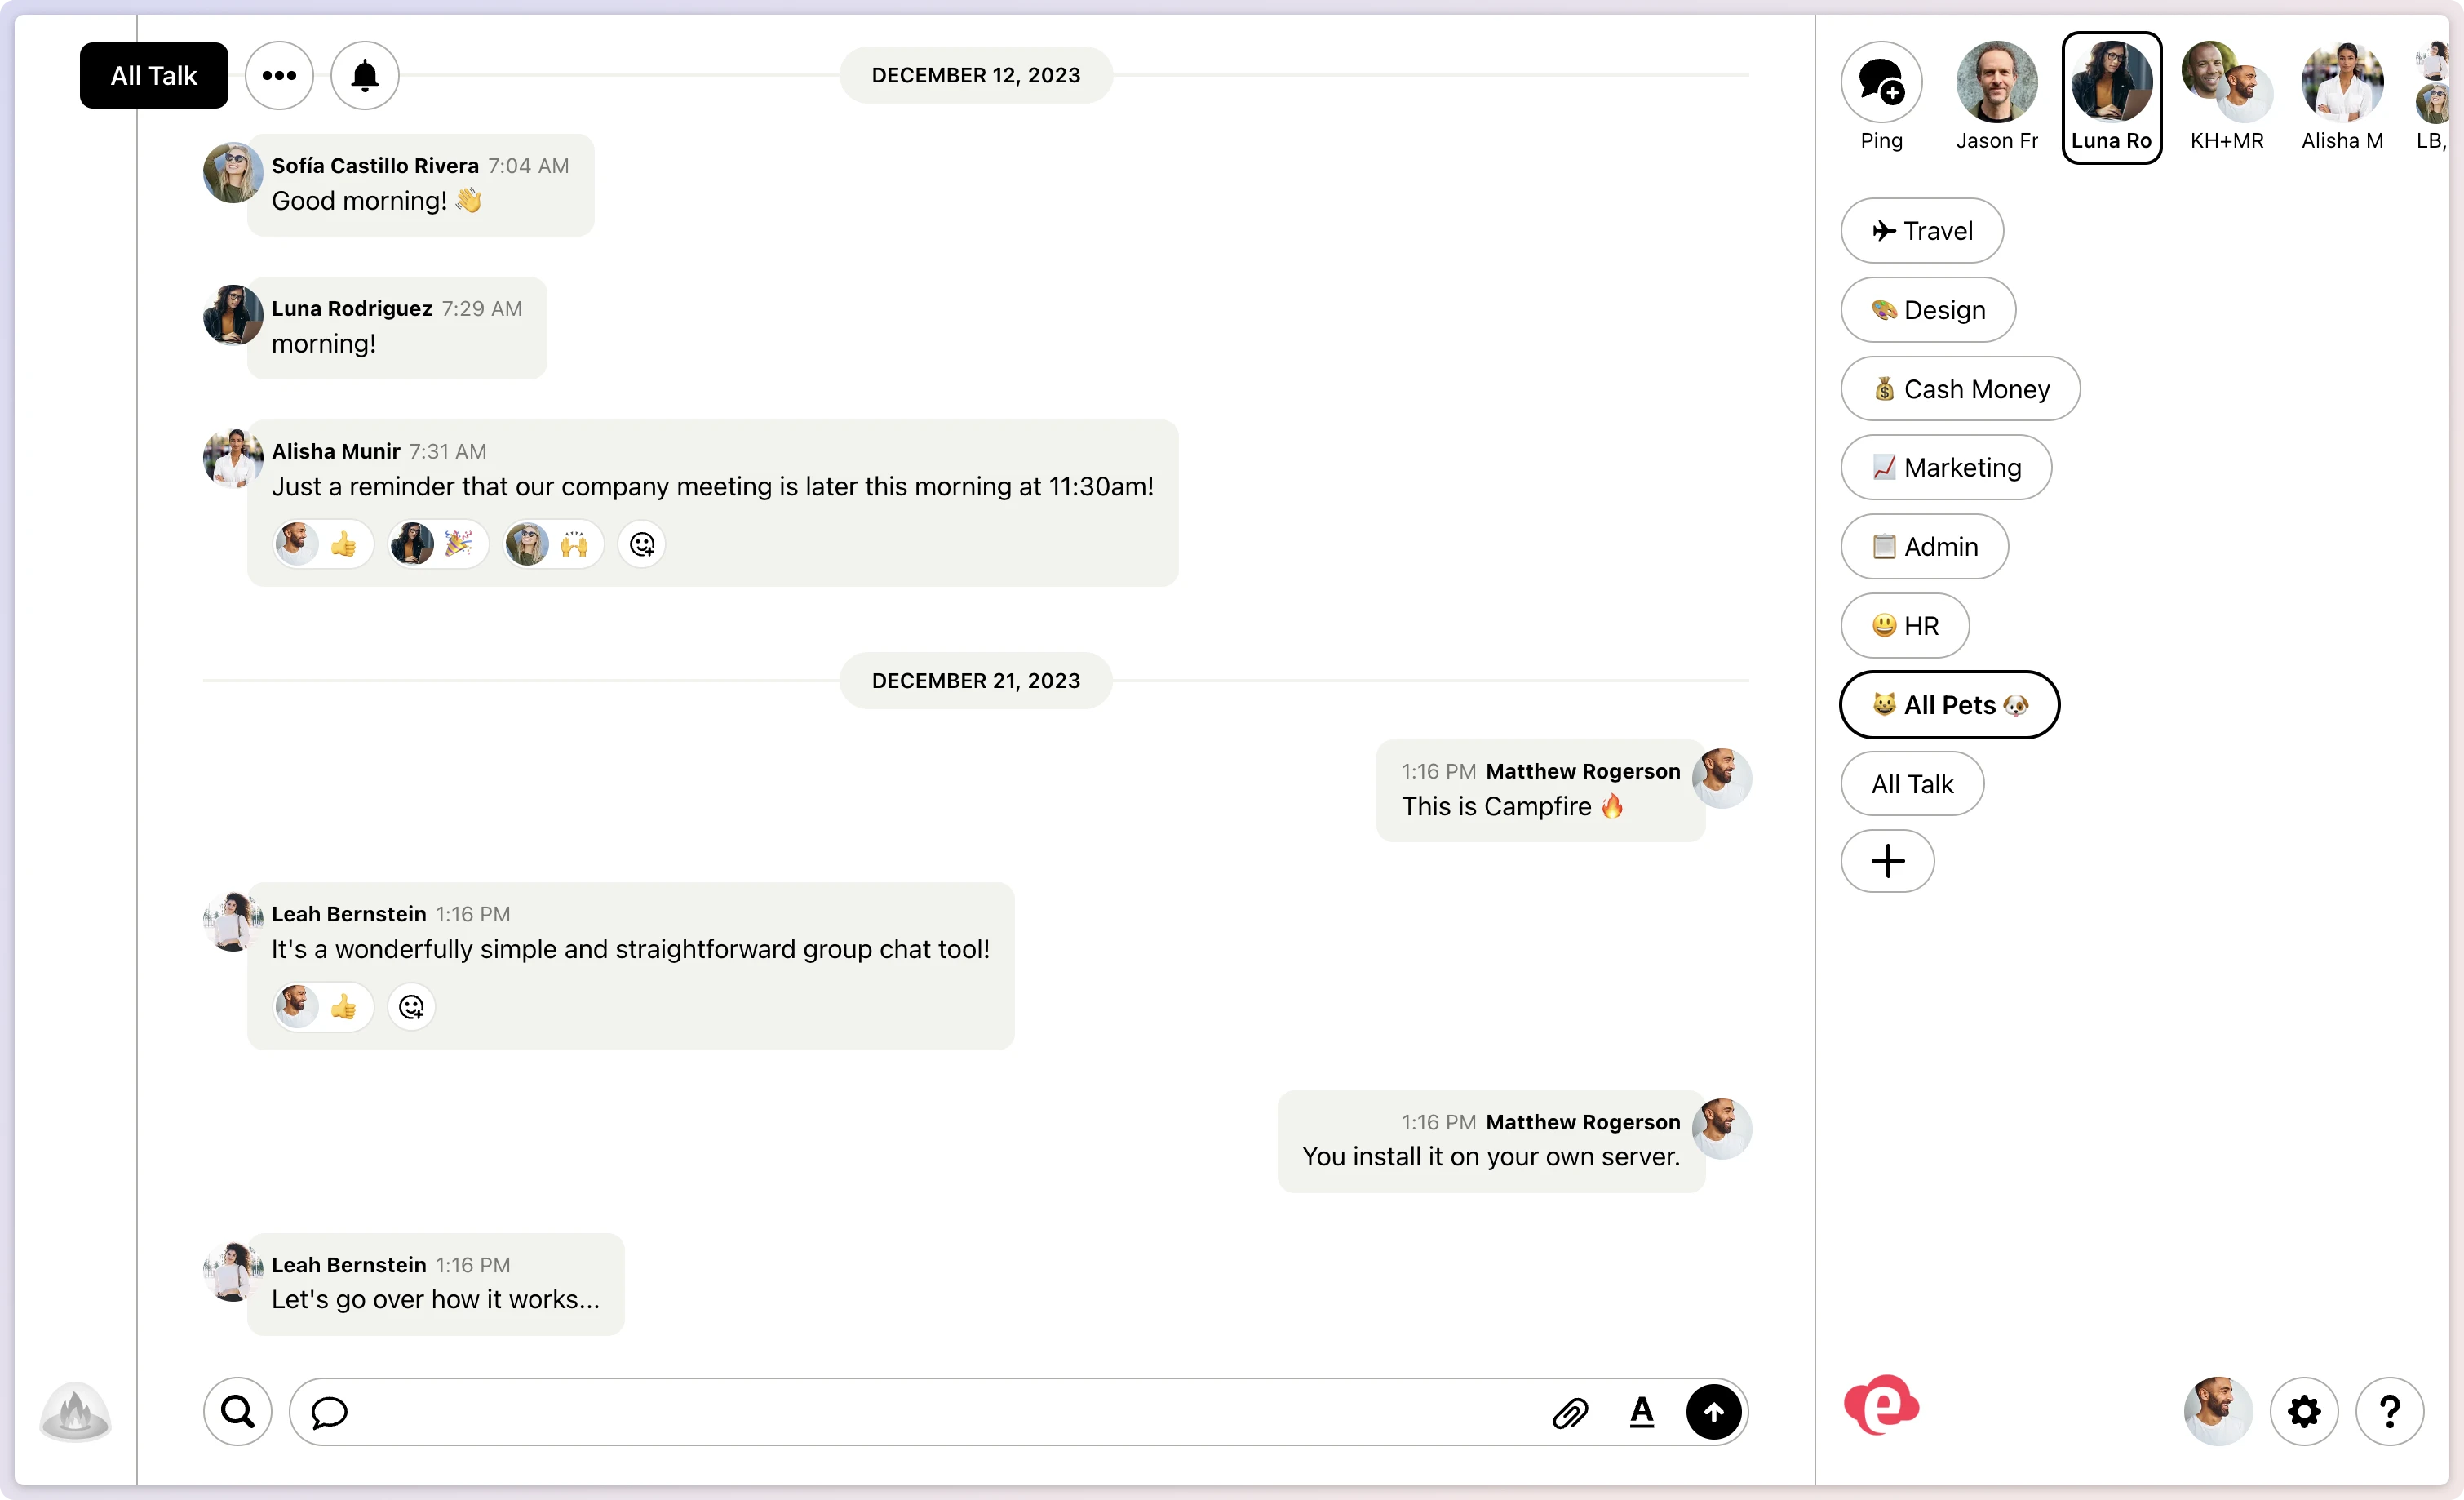 All Talk
DECEMBER 12, 2023
Sofía Castillo Rivera 7:04 AM
Good morning! 👋
Luna Rodriguez 7:29 AM
morning!
Alisha Munir 7:31 AM
Just a reminder that our company meeting is later this morning at 11:30am!
DECEMBER 21, 2023
1:16 PM Matthew Rogerson
This is Campfire 🔥
Leah Bernstein 1:16 PM
It's a wonderfully simple and straightforward group chat tool!
1:16 PM Matthew Rogerson
You install it on your own server.
Leah Bernstein 1:16 PM
Let's go over how it works...
A
Ping
Jason Fr
Luna Ro
KH+MR
Alisha M
LB,
Travel
Design
Cash Money
Marketing
Admin
HR
All Pets
All Talk
e
?